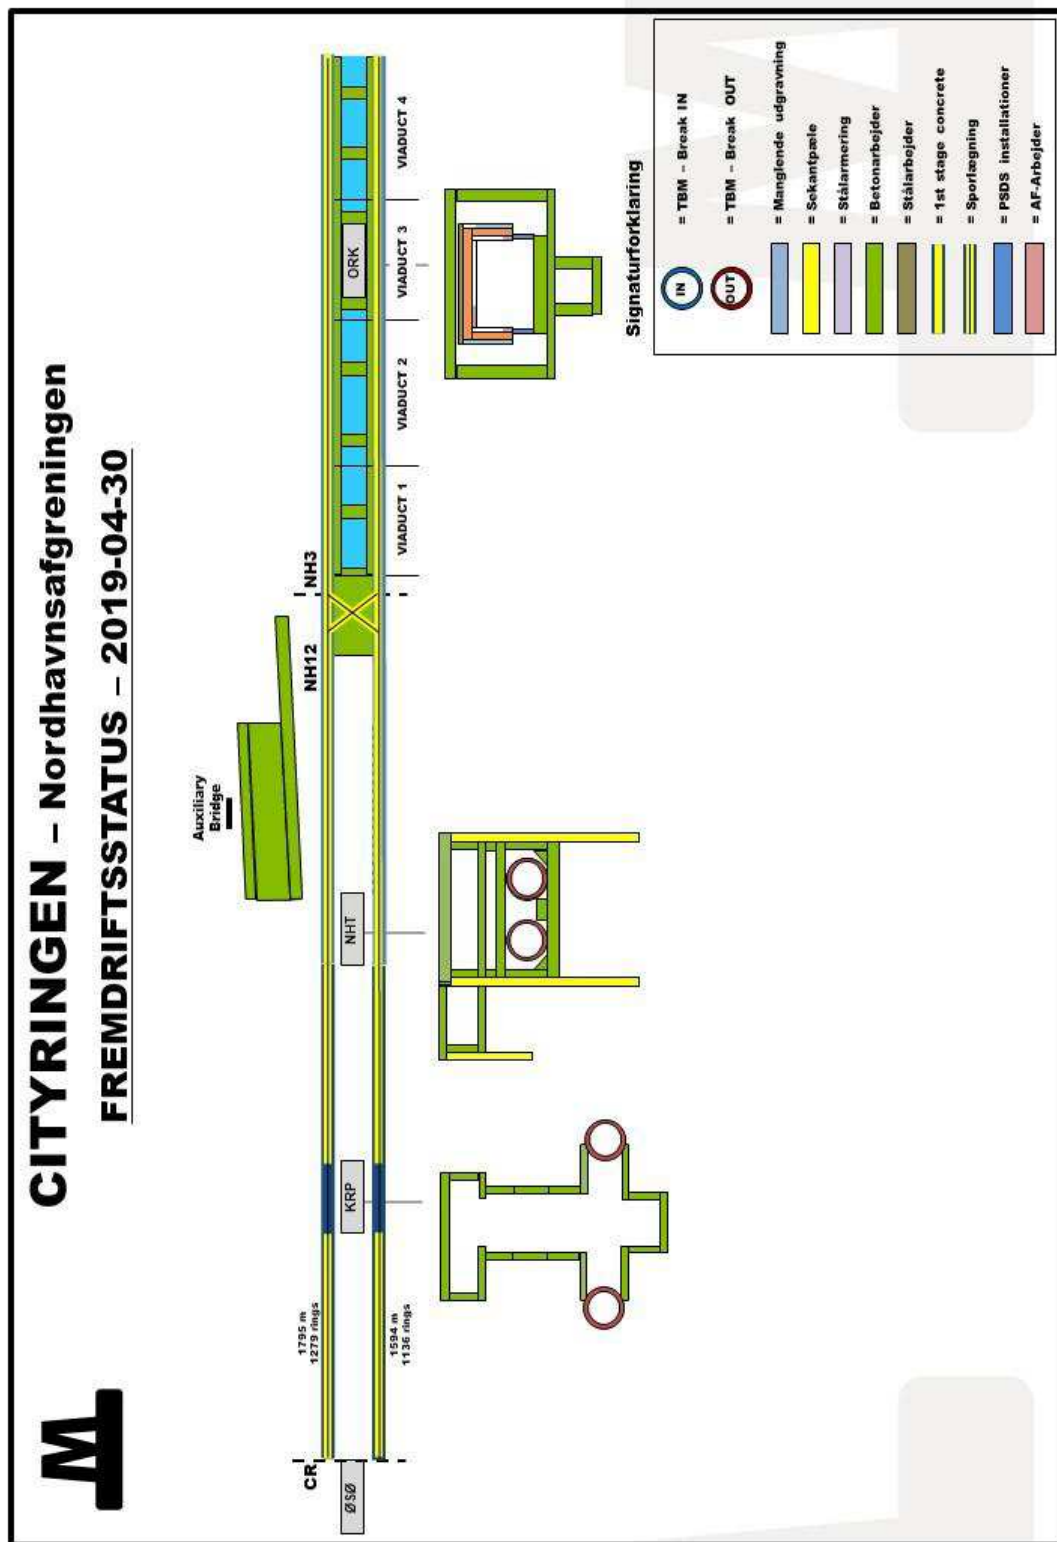 M
CITYRINGEN – Nordhavnsafgreningen
FREMDRIFTSSTATUS – 2019-04-30
Auxiliary
Bridge
CR
NH12
NH3
1795 m
1279 rings
ØSØ
KRP
NHT
ORK
1594 m
1136 rings
VIADUCT 1
VIADUCT 2
VIADUCT 3
VIADUCT 4
Signaturforklaring
IN = TBM – Break IN
OUT = TBM – Break OUT
= Manglende udgravning
= Sekantpæle
= Stålarmering
= Betonarbejder
= Stålarbejder
= 1st stage concrete
= Sporlægning
= PSDS installationer
= AF-Arbejder